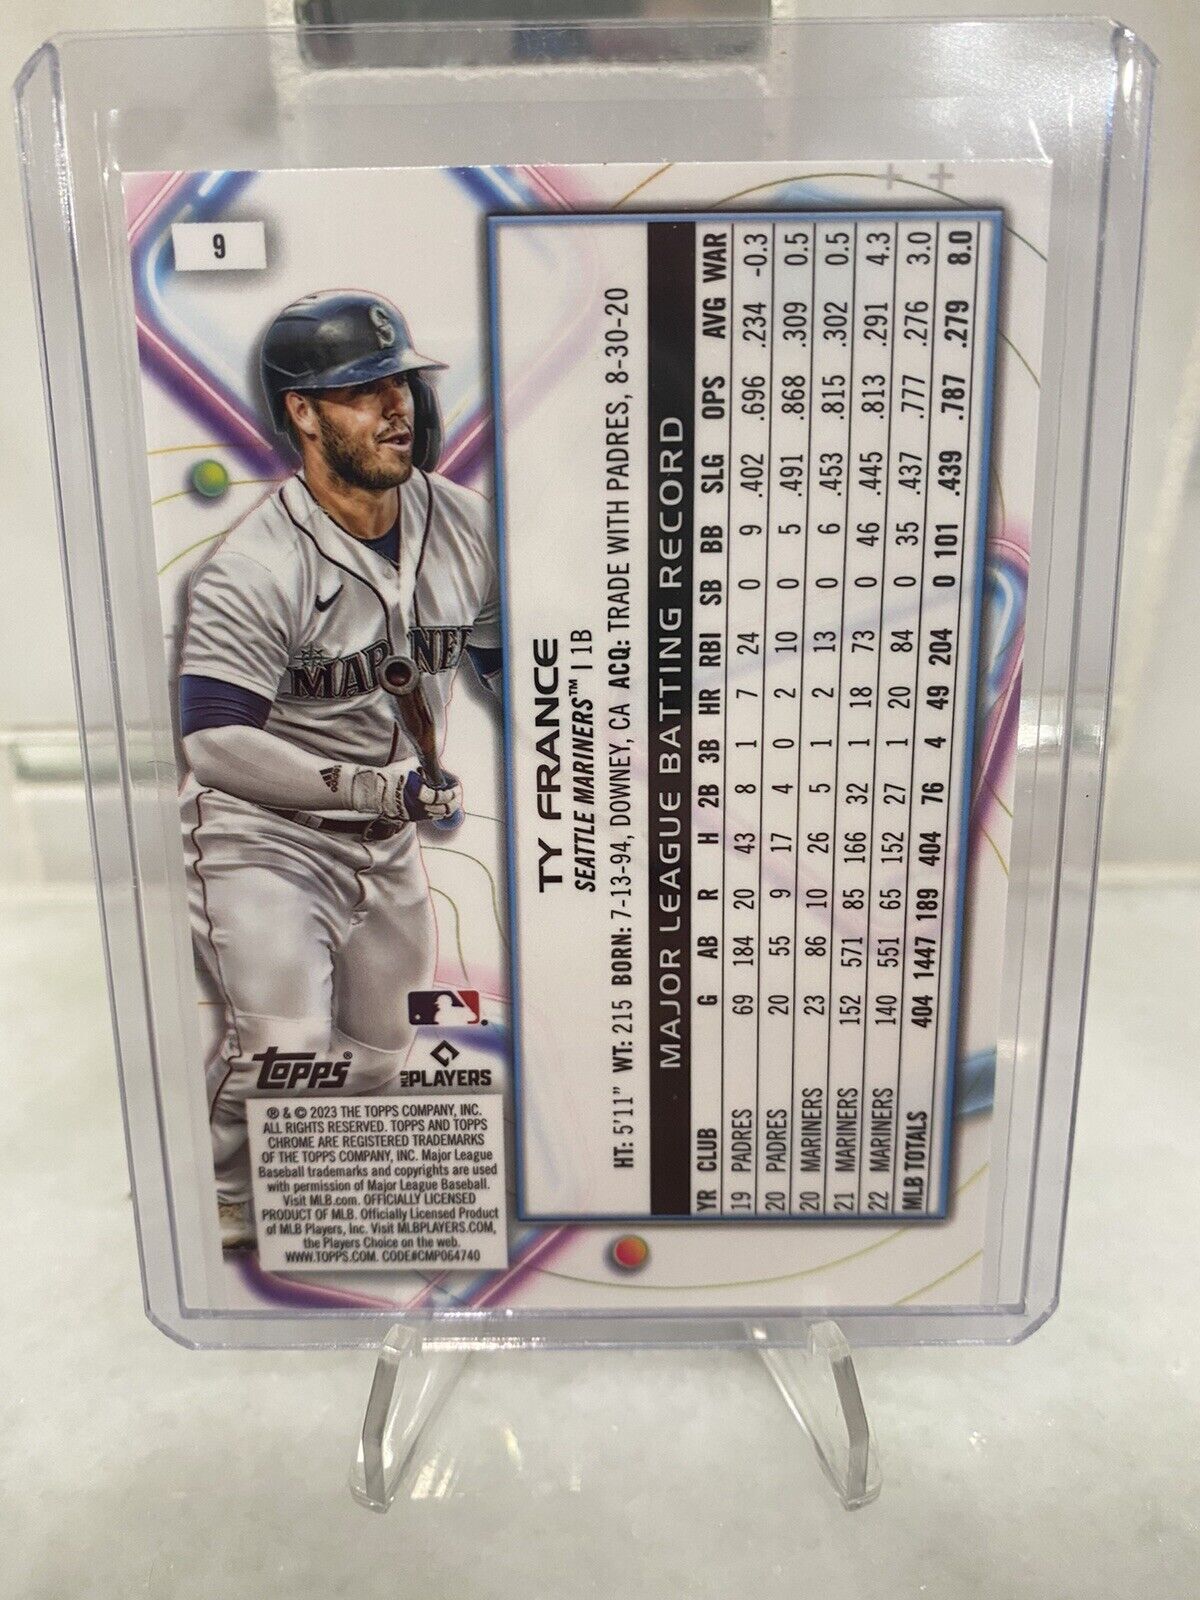 9
TY FRANCE
SEATTLE MARINERS™ | 1B
HT: 5'11" WT: 215 BORN: 7-13-94, DOWNEY, CA ACQ: TRADE WITH PADRES, 8-30-20
MAJOR LEAGUE BATTING RECORD
YR CLUB G AB R H 2B 3B HR RBI SB BB SLG OPS AVG WAR
19 PADRES 69 184 20 43 8 1 7 24 0 9 .402 .696 .234 -0.3
20 PADRES 20 55 9 17 4 0 2 10 0 5 .491 .868 .309 0.5
20 MARINERS 23 86 10 26 5 1 2 13 0 6 .453 .815 .302 0.5
21 MARINERS 152 571 85 166 32 1 18 73 0 46 .445 .813 .291 4.3
22 MARINERS 140 551 65 152 27 1 20 84 0 35 .437 .777 .276 3.0
MLB TOTALS 404 1447 189 404 76 4 49 204 0 101 .439 .787 .279 8.0
S
MARINE
adidas
topps®
MLB PLAYERS
® & © 2023 THE TOPPS COMPANY, INC.
ALL RIGHTS RESERVED. TOPPS AND TOPPS
CHROME ARE REGISTERED TRADEMARKS
OF THE TOPPS COMPANY, INC. Major League
Baseball trademarks and copyrights are used
with permission of Major League Baseball.
Visit MLB.com. OFFICIALLY LICENSED
PRODUCT OF MLB. Officially Licensed Product
of MLB Players, Inc. Visit MLBPLAYERS.COM,
the Players Choice on the web.
WWW.TOPPS.COM. CODE#CMP064740